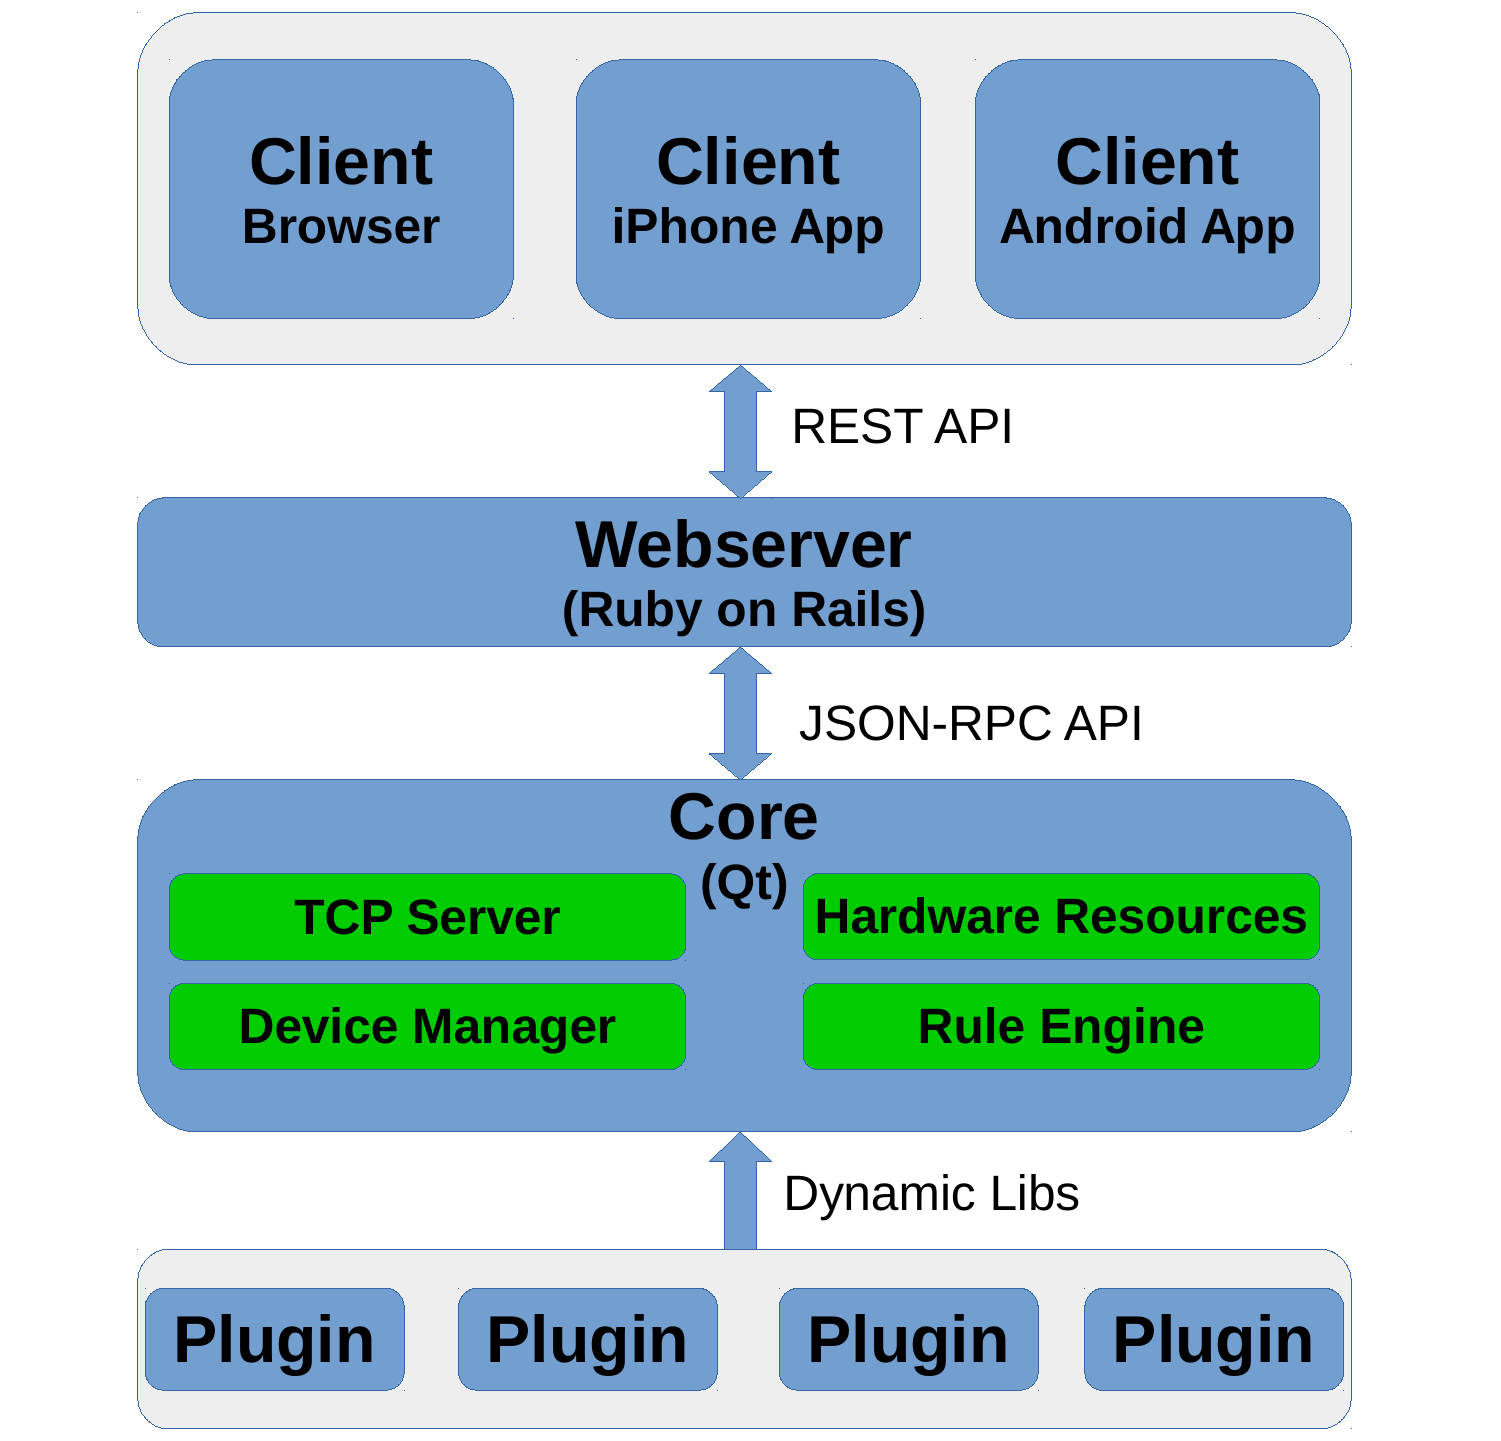 Client
Browser
Client
iPhone App
Client
Android App
REST API
Webserver
(Ruby on Rails)
JSON-RPC API
Core
(Qt)
TCP Server
Hardware Resources
Device Manager
Rule Engine
Dynamic Libs
Plugin
Plugin
Plugin
Plugin